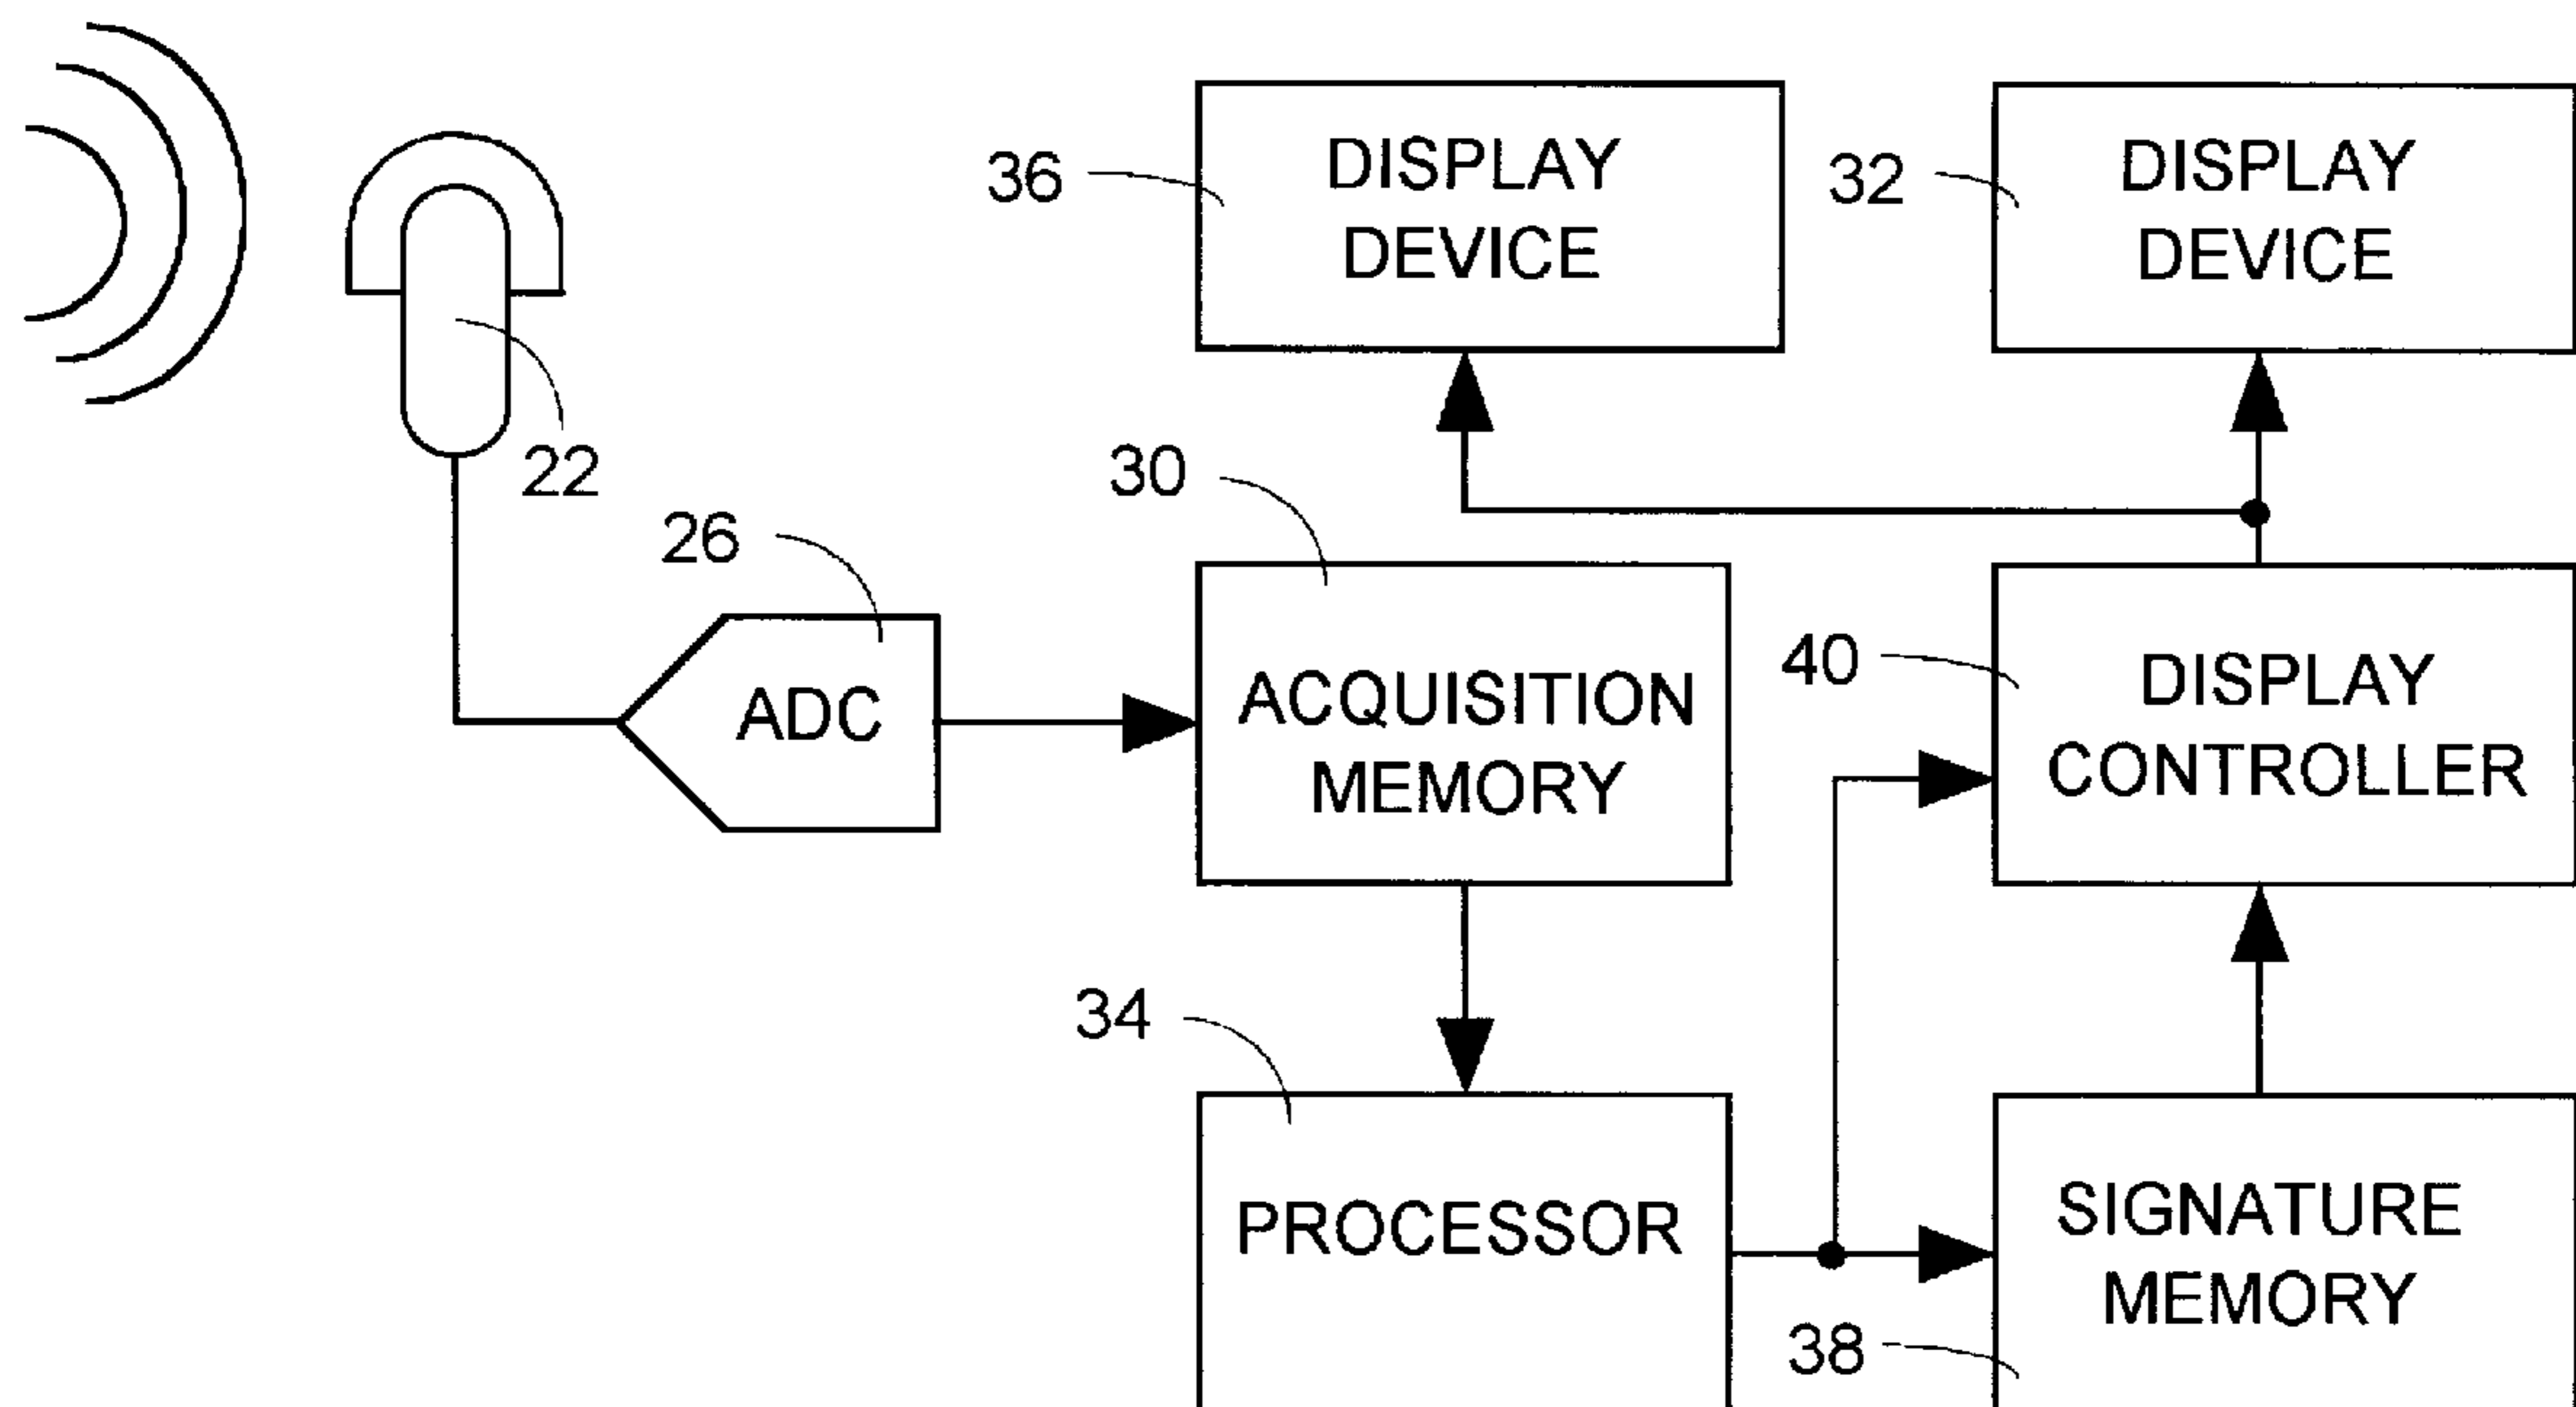 36
DISPLAY
DEVICE
32
DISPLAY
DEVICE
22
26
ADC
30
ACQUISITION
MEMORY
40
DISPLAY
CONTROLLER
34
PROCESSOR
38
SIGNATURE
MEMORY